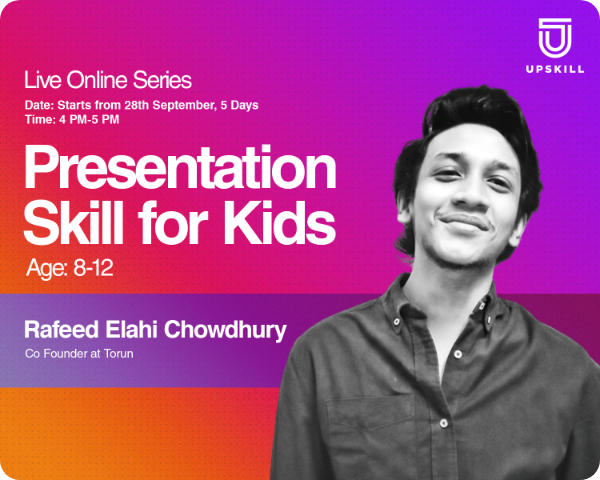 UPSKILL
Live Online Series
Date: Starts from 28th September, 5 Days
Time: 4 PM-5 PM
Presentation
Skill for Kids
Age: 8-12
Rafeed Elahi Chowdhury
Co Founder at Torun